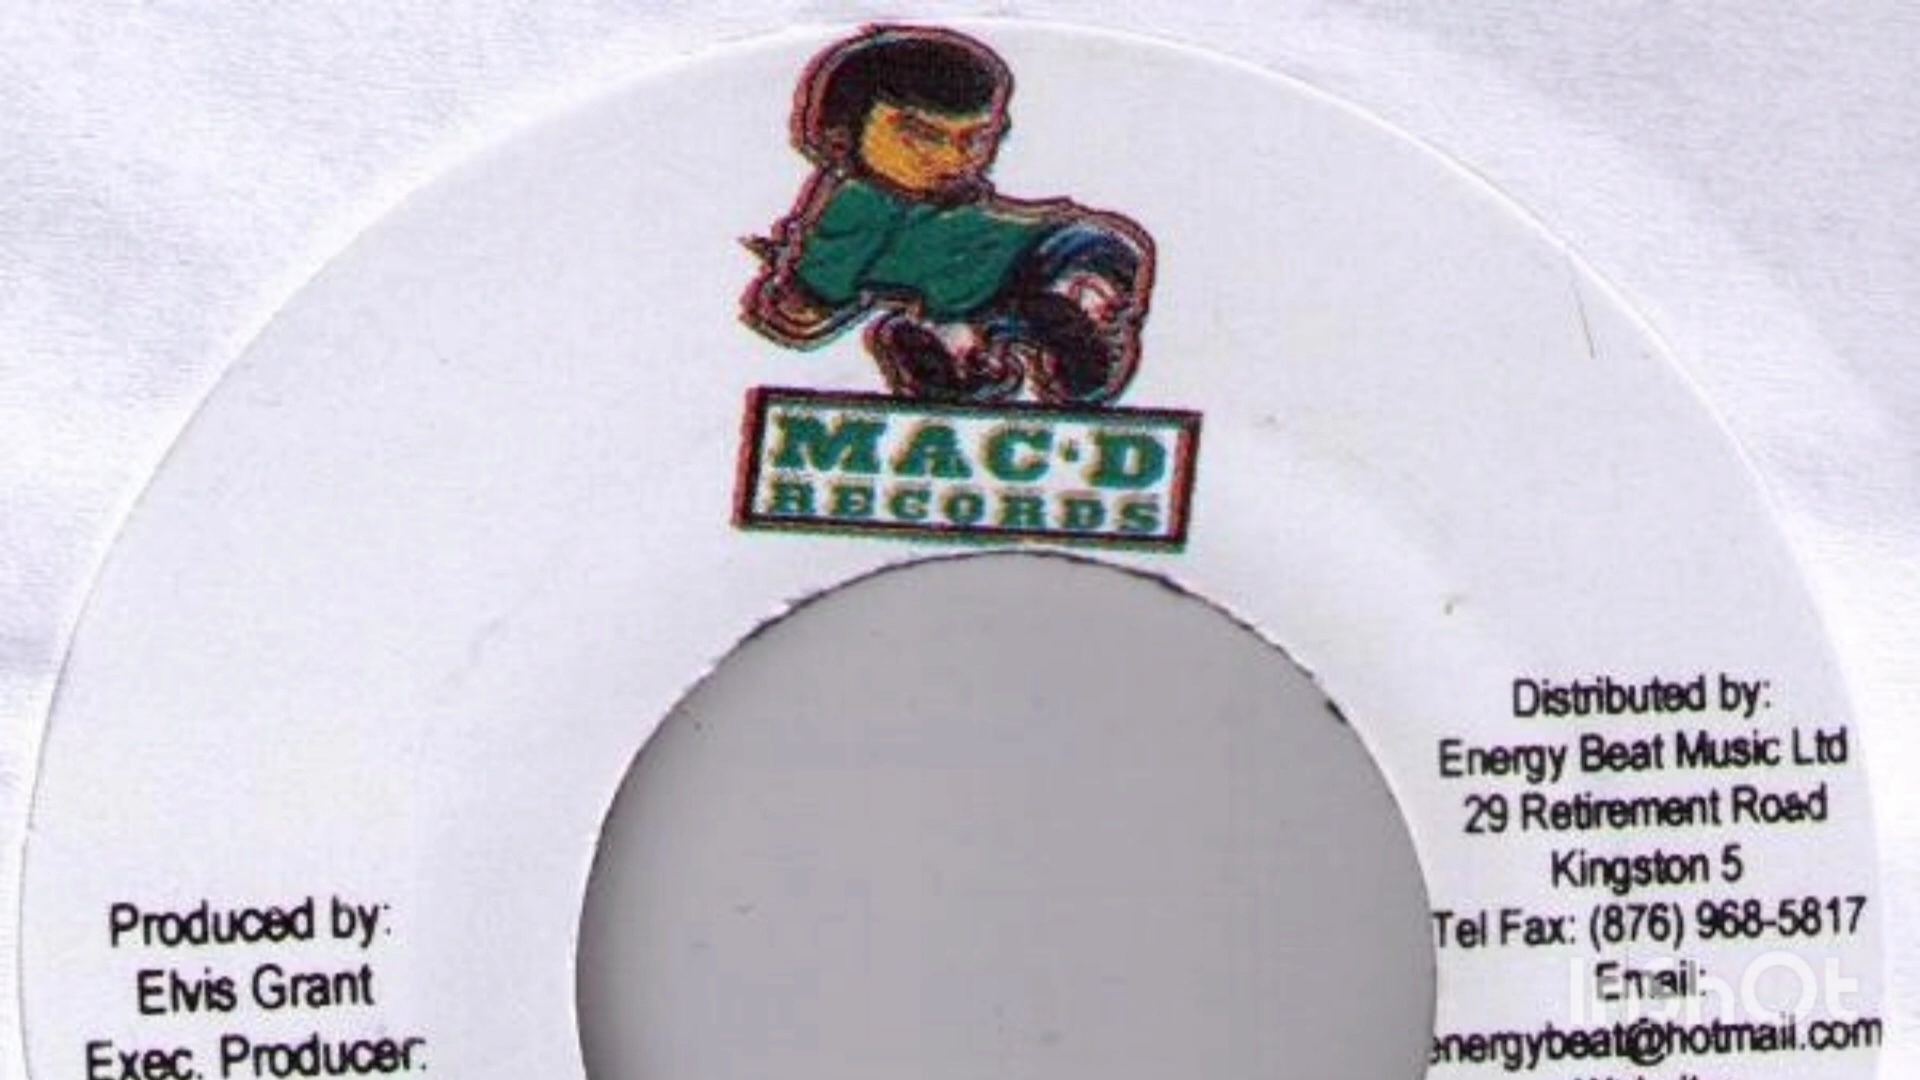 MAC·D
RECORDS
Distributed by:
Energy Beat Music Ltd
29 Retirement Road
Kingston 5
Tel Fax: (876) 968-5817
Email:
energybeat@hotmail.com
Produced by:
Elvis Grant
Exec. Producer:
InShOt